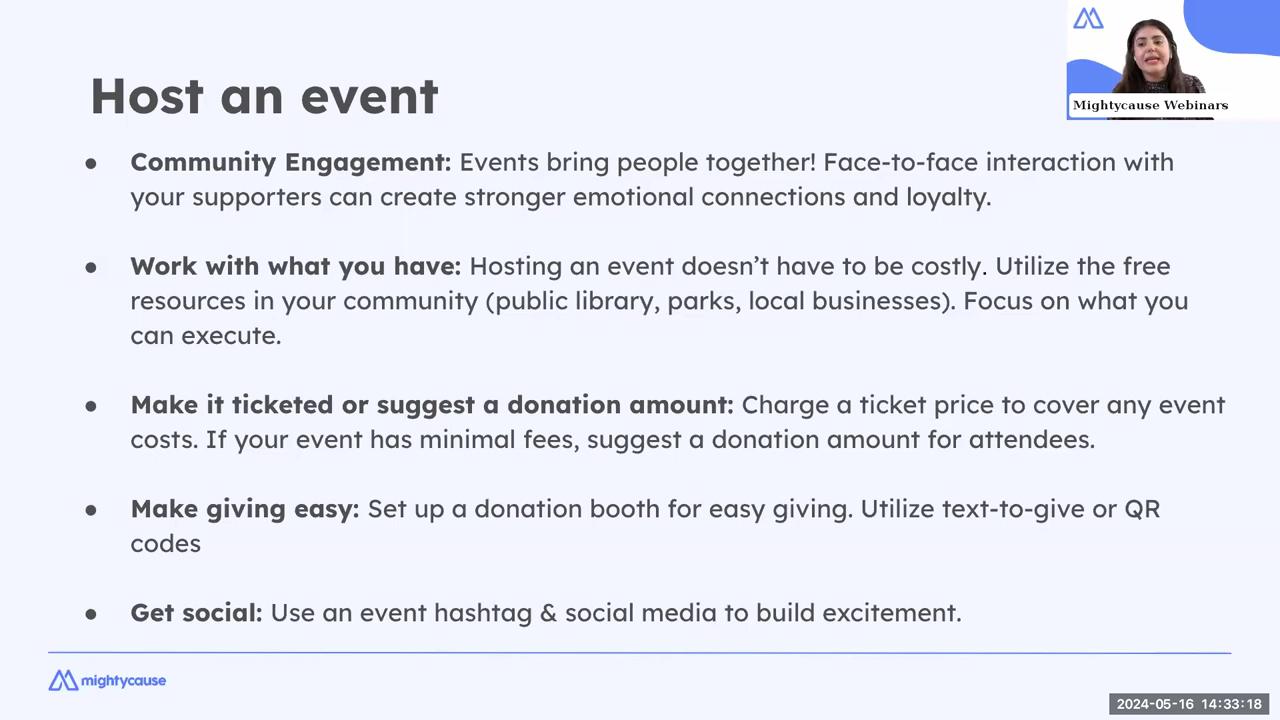 Host an event
Mightycause Webinars
● Community Engagement: Events bring people together! Face-to-face interaction with
your supporters can create stronger emotional connections and loyalty.
● Work with what you have: Hosting an event doesn’t have to be costly. Utilize the free
resources in your community (public library, parks, local businesses). Focus on what you
can execute.
● Make it ticketed or suggest a donation amount: Charge a ticket price to cover any event
costs. If your event has minimal fees, suggest a donation amount for attendees.
● Make giving easy: Set up a donation booth for easy giving. Utilize text-to-give or QR
codes
● Get social: Use an event hashtag & social media to build excitement.
mightycause
2024-05-16 14:33:18